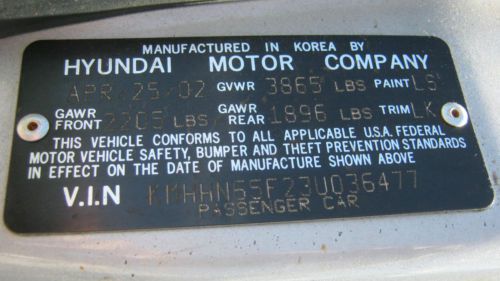 MANUFACTURED IN KOREA BY
HYUNDAI MOTOR COMPANY
APR/25/02 GVWR 3865 LBS PAINT LS
GAWR FRONT 2205 LBS GAWR REAR 1896 LBS TRIM LK
THIS VEHICLE CONFORMS TO ALL APPLICABLE U.S.A. FEDERAL
MOTOR VEHICLE SAFETY, BUMPER AND THEFT PREVENTION STANDARDS
IN EFFECT ON THE DATE OF MANUFACTURE SHOWN ABOVE
V.I.N KMHHN65F23U036477
PASSENGER CAR